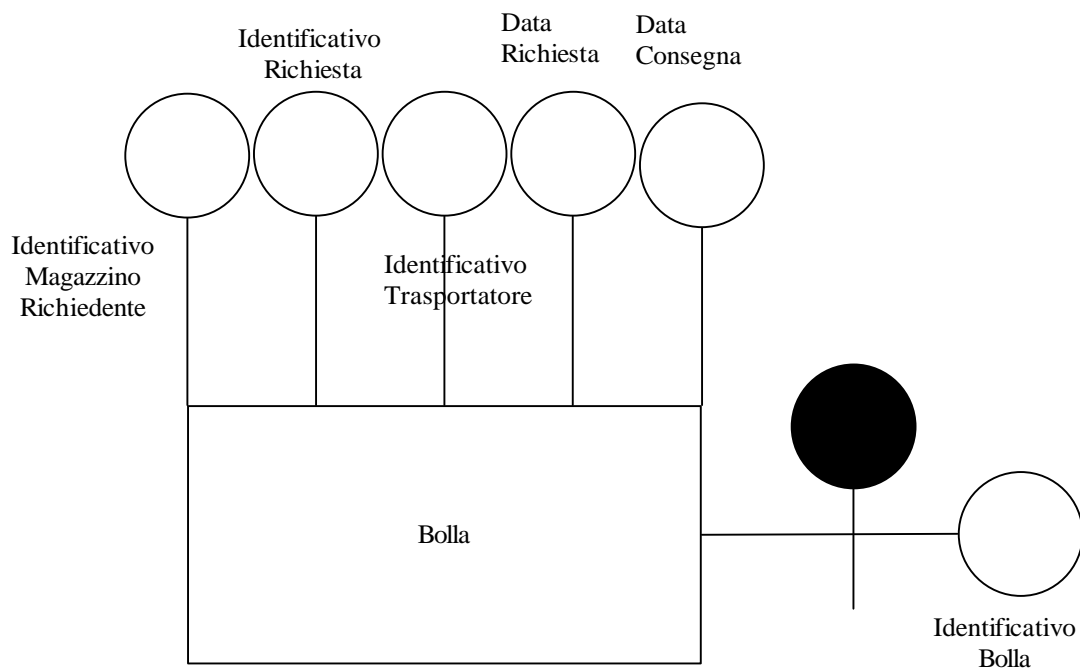 Identificativo
Richiesta
Data
Richiesta
Data
Consegna
Identificativo
Magazzino
Richiedente
Identificativo
Trasportatore
Bolla
Identificativo
Bolla